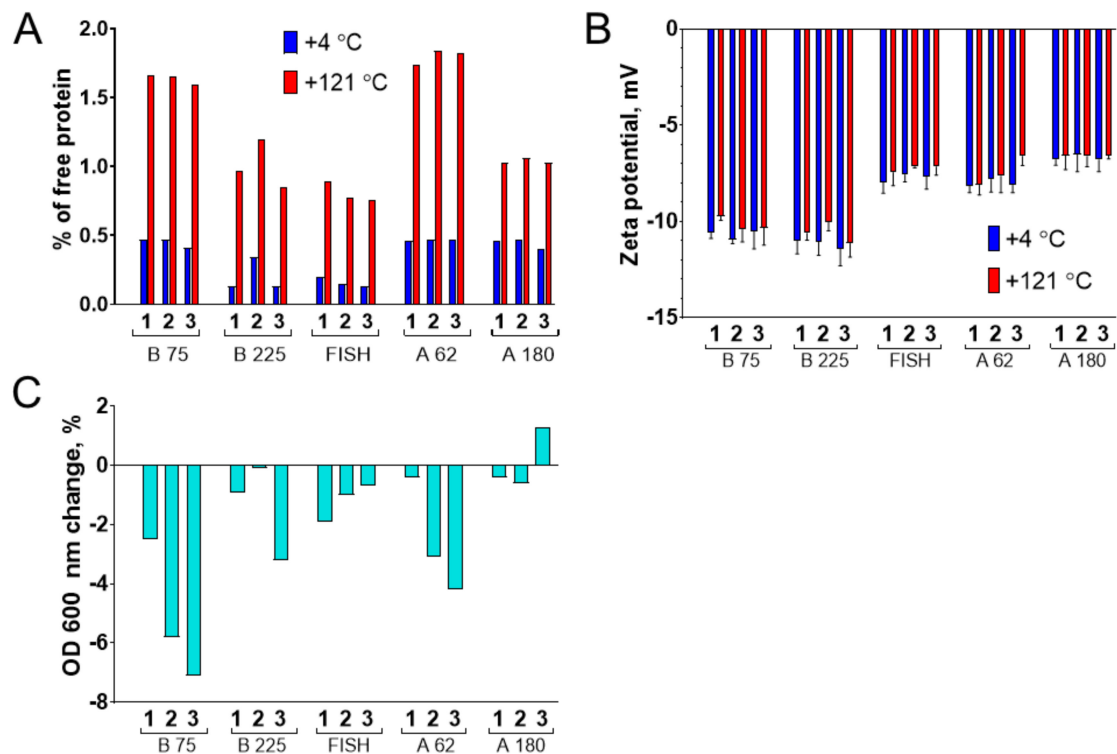 A
% of free protein
2.0
1.5
1.0
0.5
0.0
+4 °C
+121 °C
1 2 3 1 2 3 1 2 3 1 2 3 1 2 3
B 75 B 225 FISH A 62 A 180
B
Zeta potential, mV
0
-5
-10
-15
+4 °C
+121 °C
1 2 3 1 2 3 1 2 3 1 2 3 1 2 3
B 75 B 225 FISH A 62 A 180
C
OD 600 nm change, %
2
0
-2
-4
-6
-8
1 2 3 1 2 3 1 2 3 1 2 3 1 2 3
B 75 B 225 FISH A 62 A 180